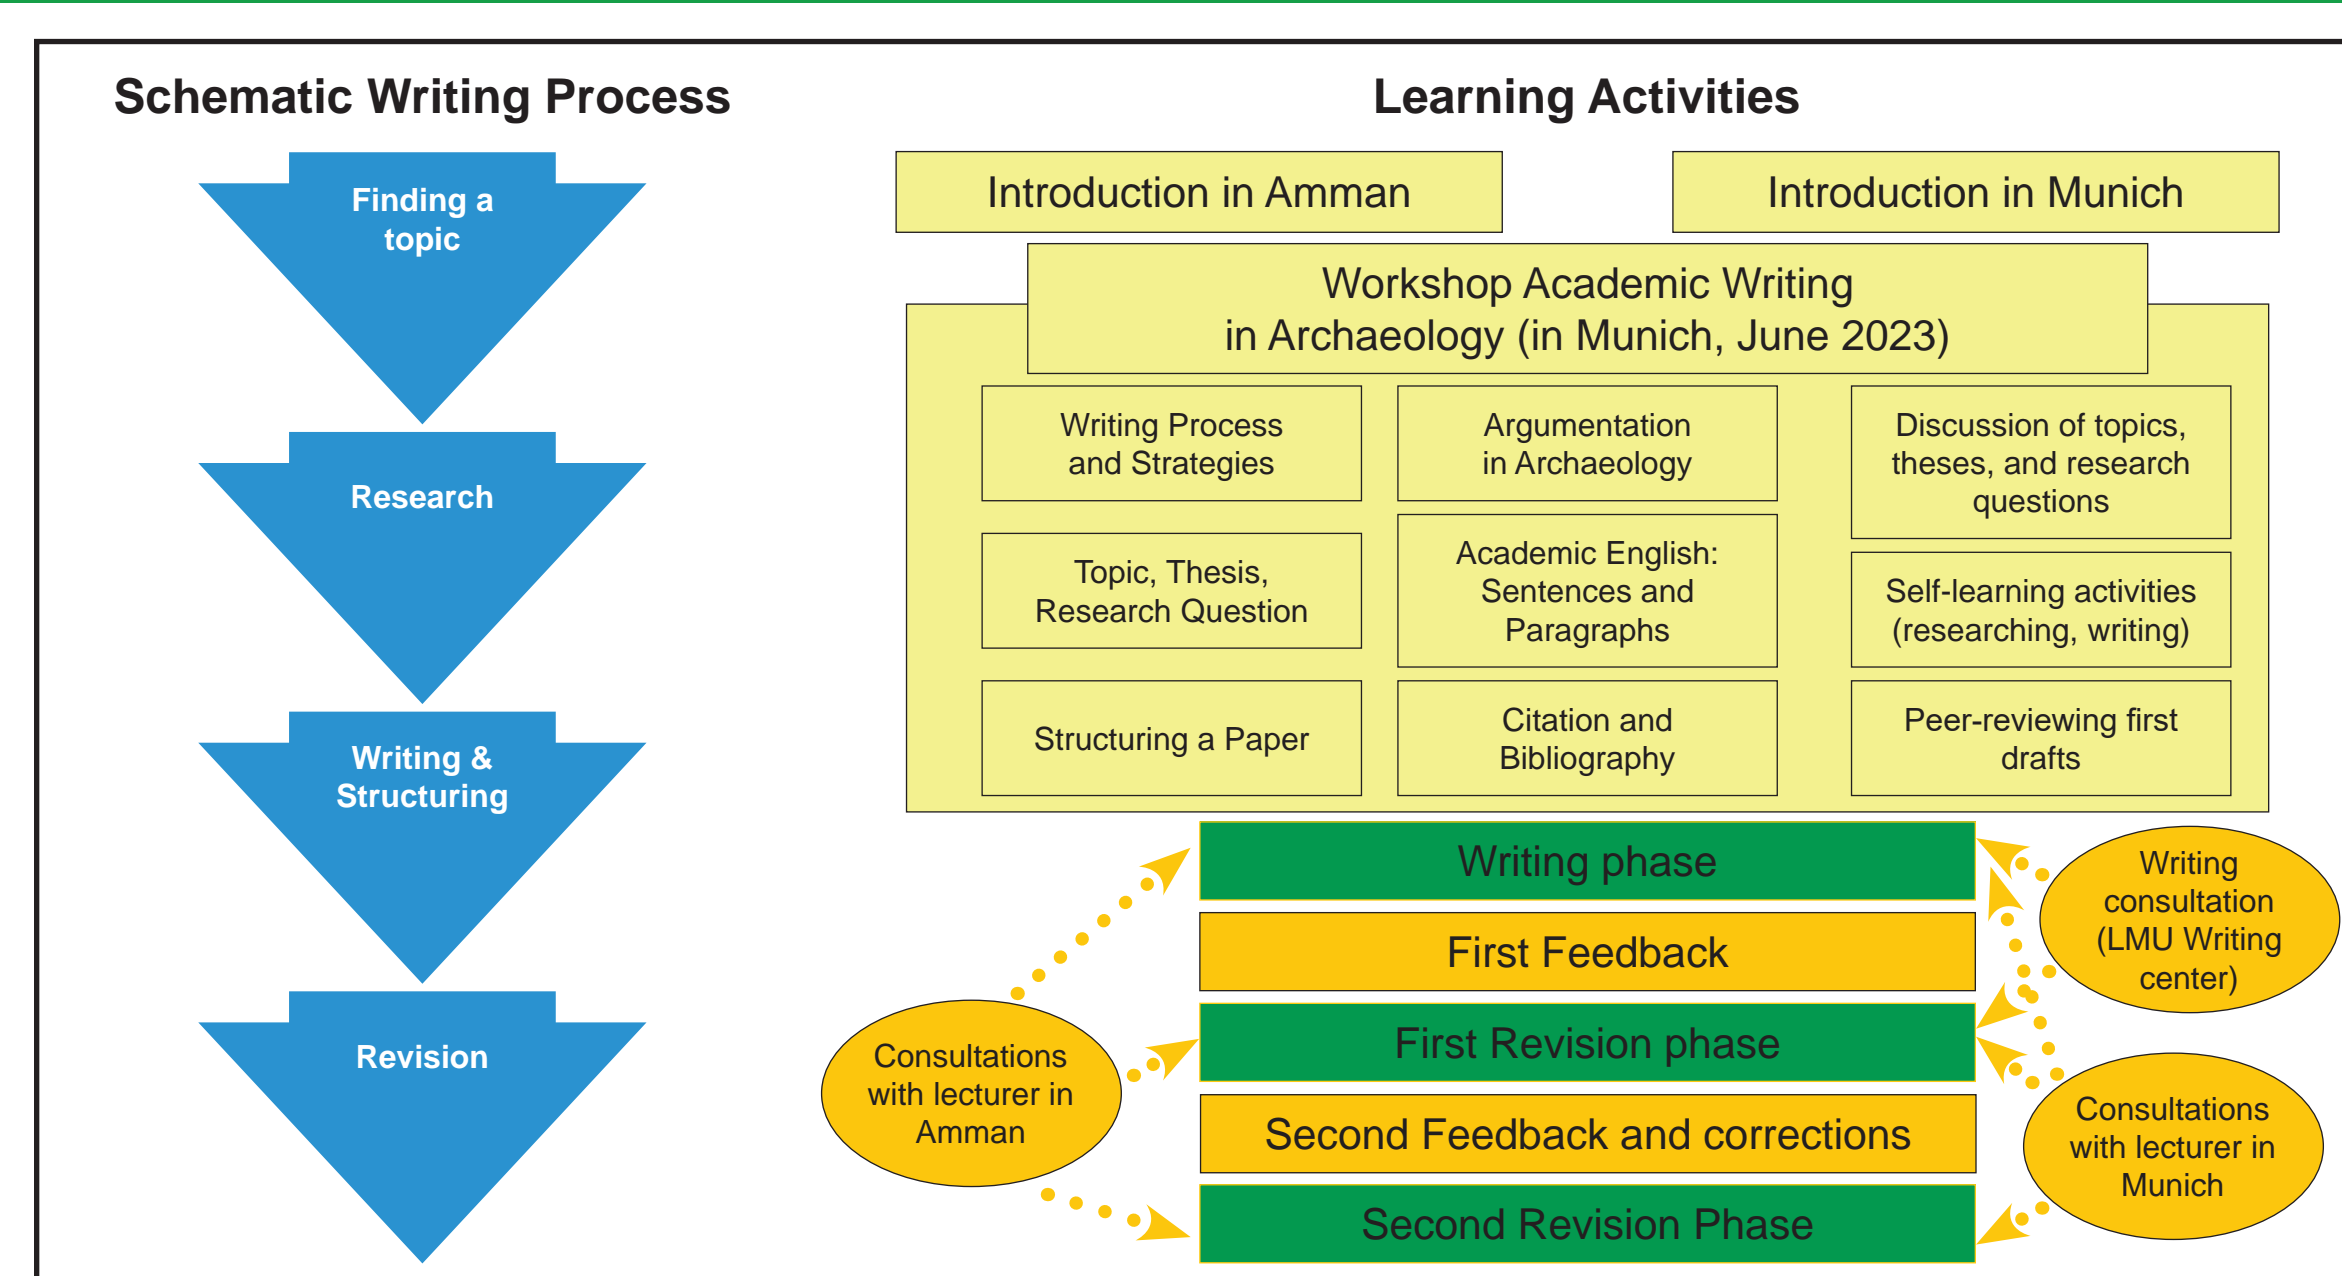 Schematic Writing Process
Finding a
topic
Research
Writing &
Structuring
Revision
Learning Activities
Introduction in Amman
Introduction in Munich
Workshop Academic Writing
in Archaeology (in Munich, June 2023)
Writing Process
and Strategies
Topic, Thesis,
Research Question
Structuring a Paper
Argumentation
in Archaeology
Academic English:
Sentences and
Paragraphs
Citation and
Bibliography
Discussion of topics,
theses, and research
questions
Self-learning activities
(researching, writing)
Peer-reviewing first
drafts
Writing phase
First Feedback
First Revision phase
Second Feedback and corrections
Second Revision Phase
Consultations
with lecturer in
Amman
Writing
consultation
(LMU Writing
center)
Consultations
with lecturer in
Munich